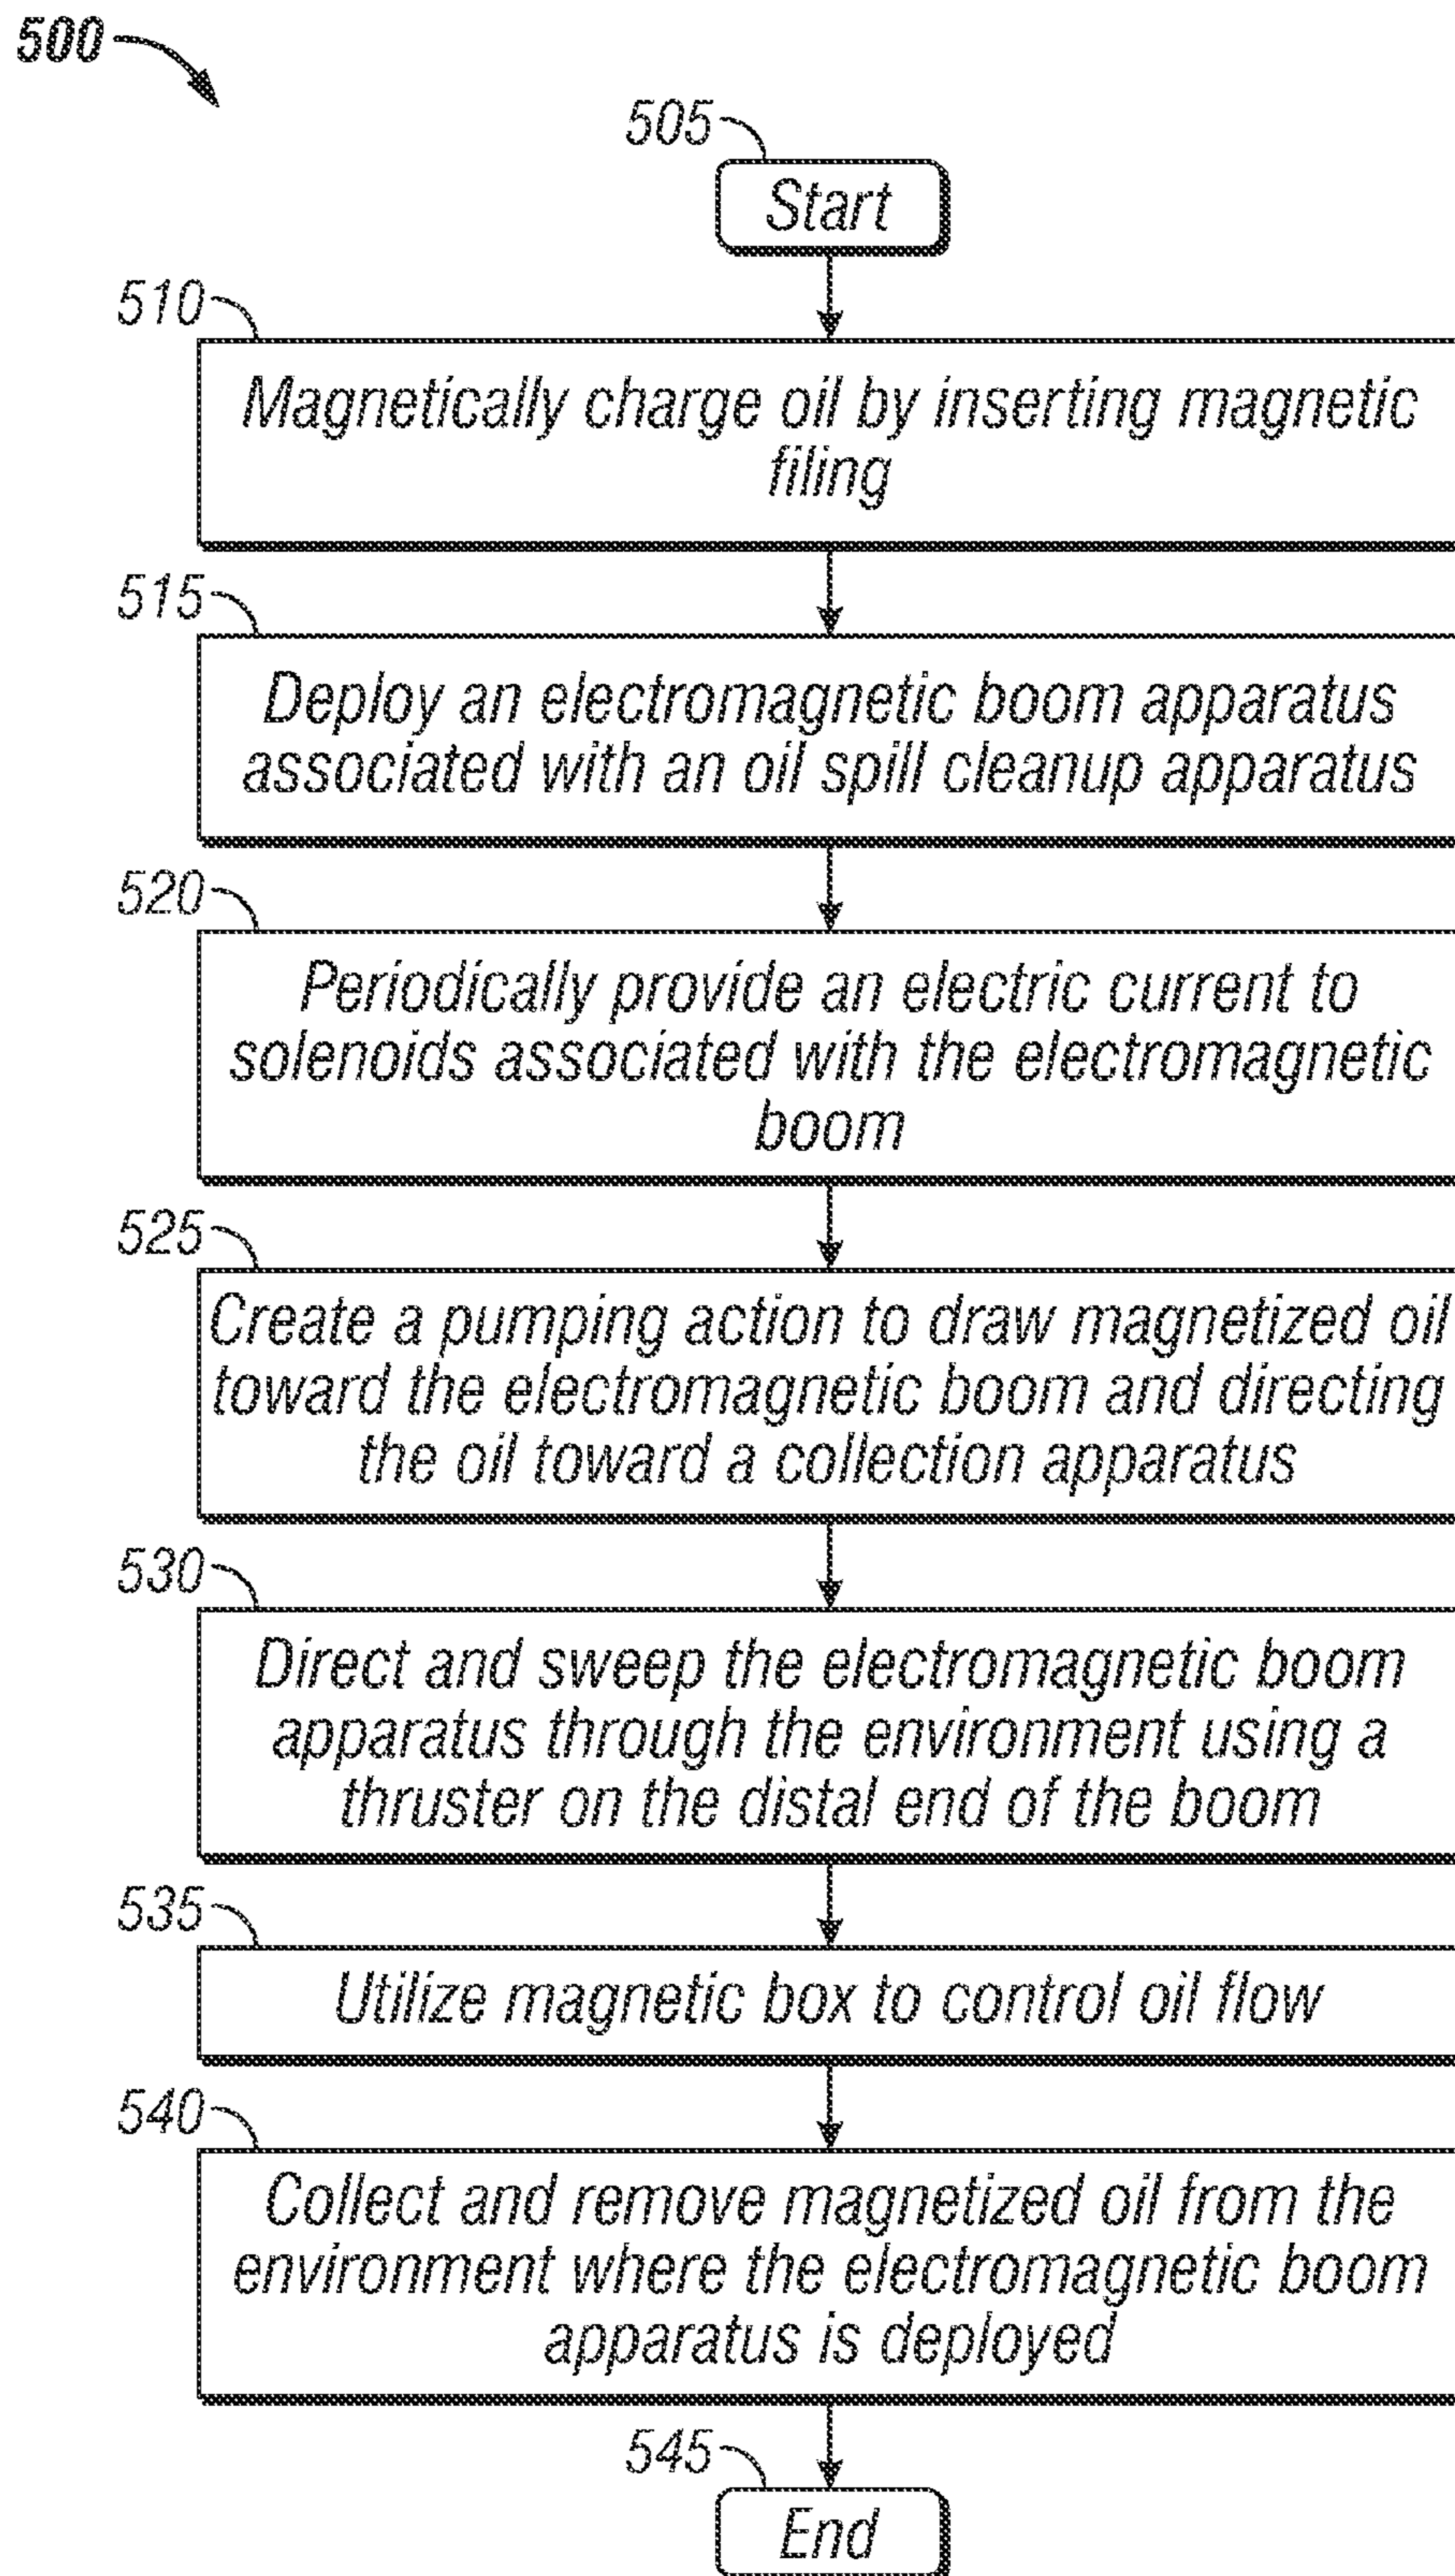 500
505
Start
510
Magnetically charge oil by inserting magnetic
filing
515
Deploy an electromagnetic boom apparatus
associated with an oil spill cleanup apparatus
520
Periodically provide an electric current to
solenoids associated with the electromagnetic
boom
525
Create a pumping action to draw magnetized oil
toward the electromagnetic boom and directing
the oil toward a collection apparatus
530
Direct and sweep the electromagnetic boom
apparatus through the environment using a
thruster on the distal end of the boom
535
Utilize magnetic box to control oil flow
540
Collect and remove magnetized oil from the
environment where the electromagnetic boom
apparatus is deployed
545
End